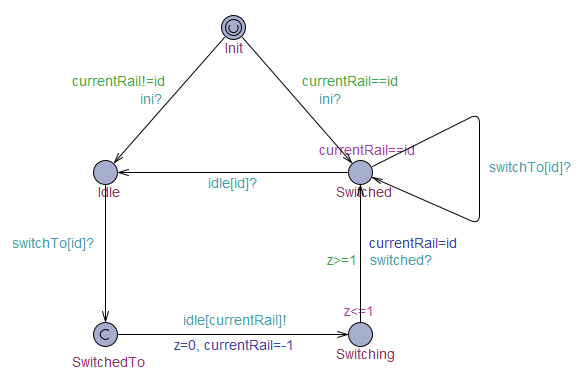 Init
currentRail!=id
ini?
currentRail==id
ini?
currentRail==id
Idle
idle[id]?
Switched
switchTo[id]?
switchTo[id]?
currentRail=id
z>=1
switched?
z<=1
idle[currentRail]!
z=0, currentRail=-1
SwitchedTo
Switching